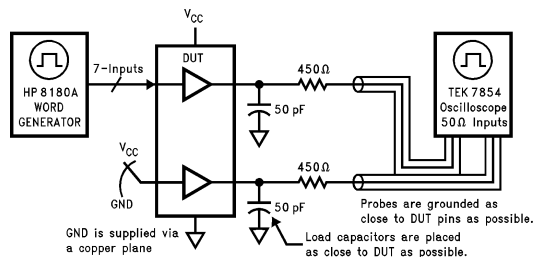 V_CC
DUT
7-Inputs
HP 8180A
WORD
GENERATOR
450Ω
50 pF
TEK 7854
Oscilloscope
50Ω Inputs
V_CC
GND
450Ω
50 pF
Probes are grounded as
close to DUT pins as possible.
GND is supplied via
a copper plane
Load capacitors are placed
as close to DUT as possible.